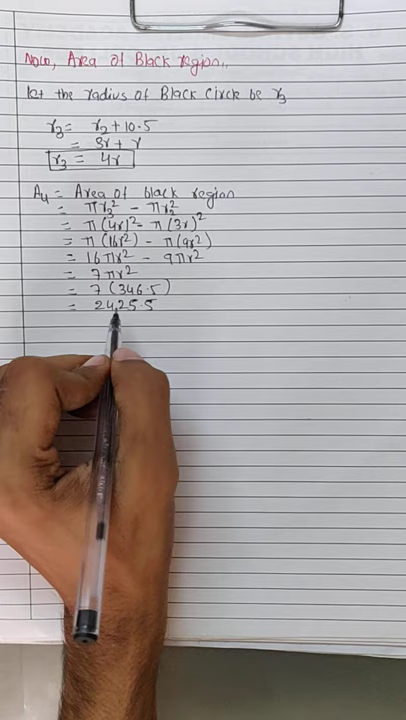 Now, Area of Black region..
let the radius of Black Circle be r₃
r₃ = r₂ + 10.5
= 3r + r
r₃ = 4r
A₄ = Area of black region
= πr₃² - πr₂²
= π(4r)² - π(3r)²
= π(16r²) - π(9r²)
= 16πr² - 9πr²
= 7πr²
= 7(346.5)
= 2425.5